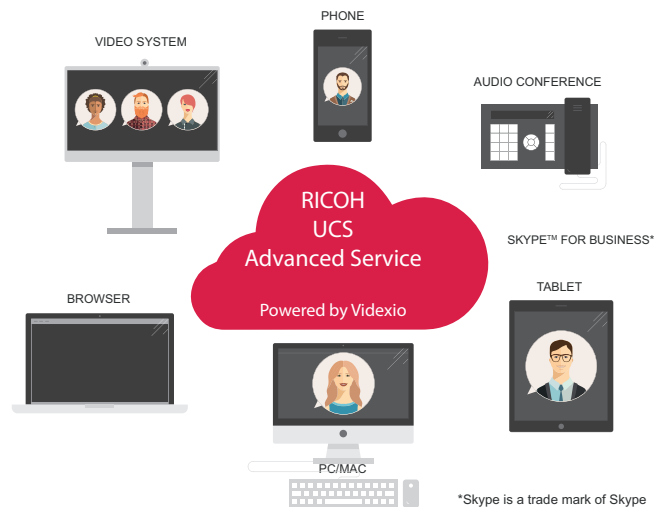 PHONE
VIDEO SYSTEM
AUDIO CONFERENCE
RICOH
UCS
Advanced Service
Powered by Videxio
SKYPE™ FOR BUSINESS*
TABLET
BROWSER
PC/MAC
*Skype is a trade mark of Skype